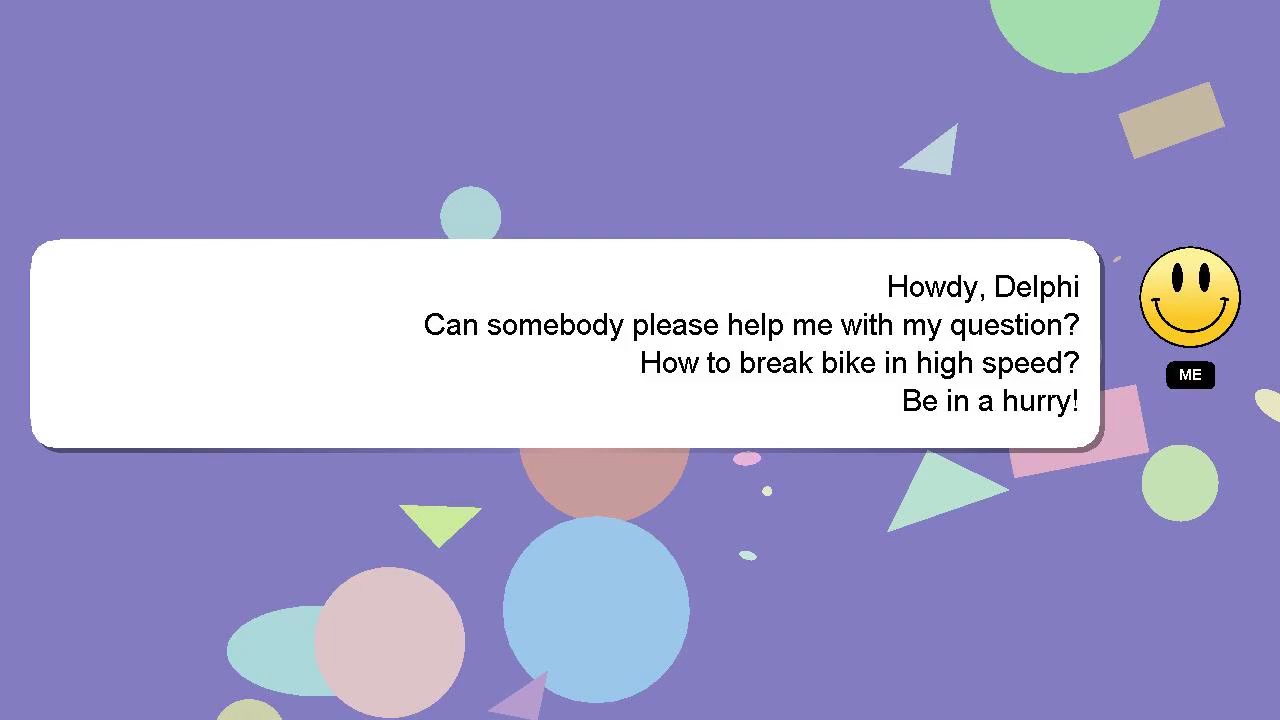 Howdy, Delphi
Can somebody please help me with my question?
How to break bike in high speed?
Be in a hurry!
ME